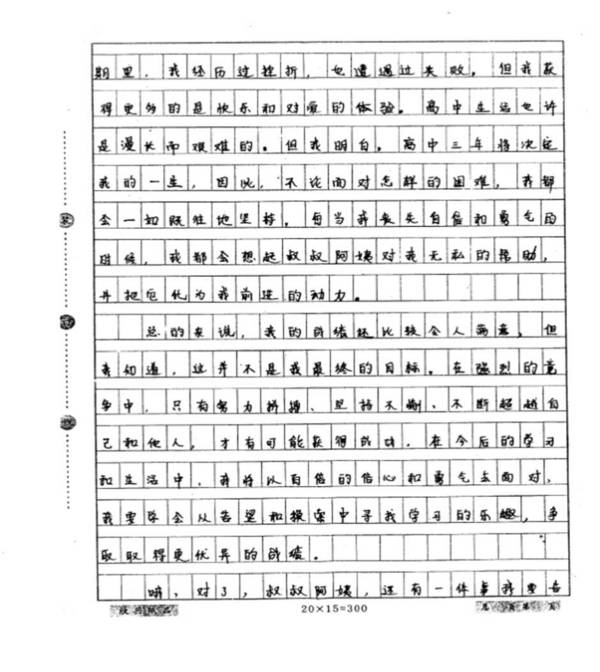 期里，我经历过挫折，也遭遇过失败，但我获
得更多的是快乐和对爱的体验。高中生活也许
是漫长而艰难的。但我明白，高中三年将决定
我的一生，因此，不论面对怎样的困难，我都
会一如既往地坚持，每当我丧失自信和勇气的
时候，我都会想起叔叔阿姨对我无私的帮助，
并把它化为我前进的动力。
总的来说，我的成绩还比较令人满意，但
我知道，这并不是我最终的目标。在强烈的竞
争中，只有努力拼搏、坚持不懈、不断超越自
己和他人，才有可能获得成功，在今后的学习
和生活中，我将以百倍的信心和勇气去面对，
我要学会从 和探索中寻找学习的乐趣，争
取取得更优异的成绩。
哦，对了，叔叔阿姨，还有一件事我要告
20×15=300